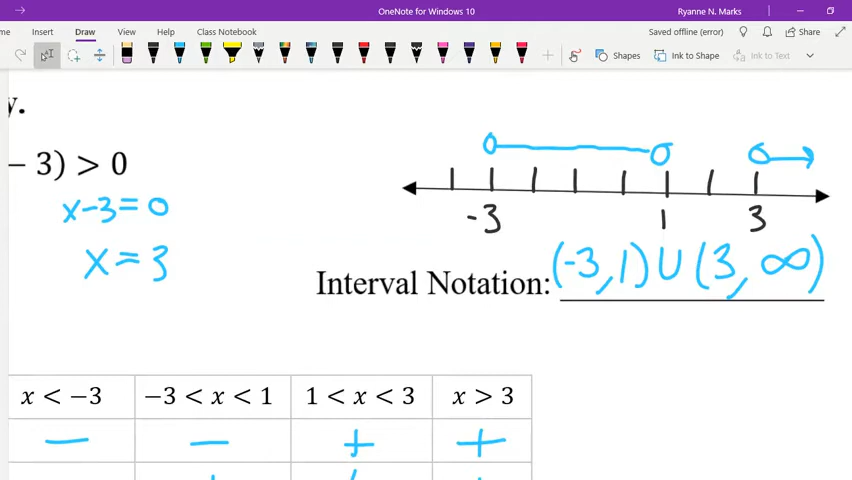 OneNote for Windows 10
Ryanne N. Marks
Insert Draw View Class Notebook
Saved offline (error) Share
Shapes Ink to Shape Ink to Text
y.
− 3) > 0
x-3=0
x=3
-3 1 3
Interval Notation: (-3,1)∪(3,∞)
x < −3 −3 < x < 1 1 < x < 3 x > 3
− − + +